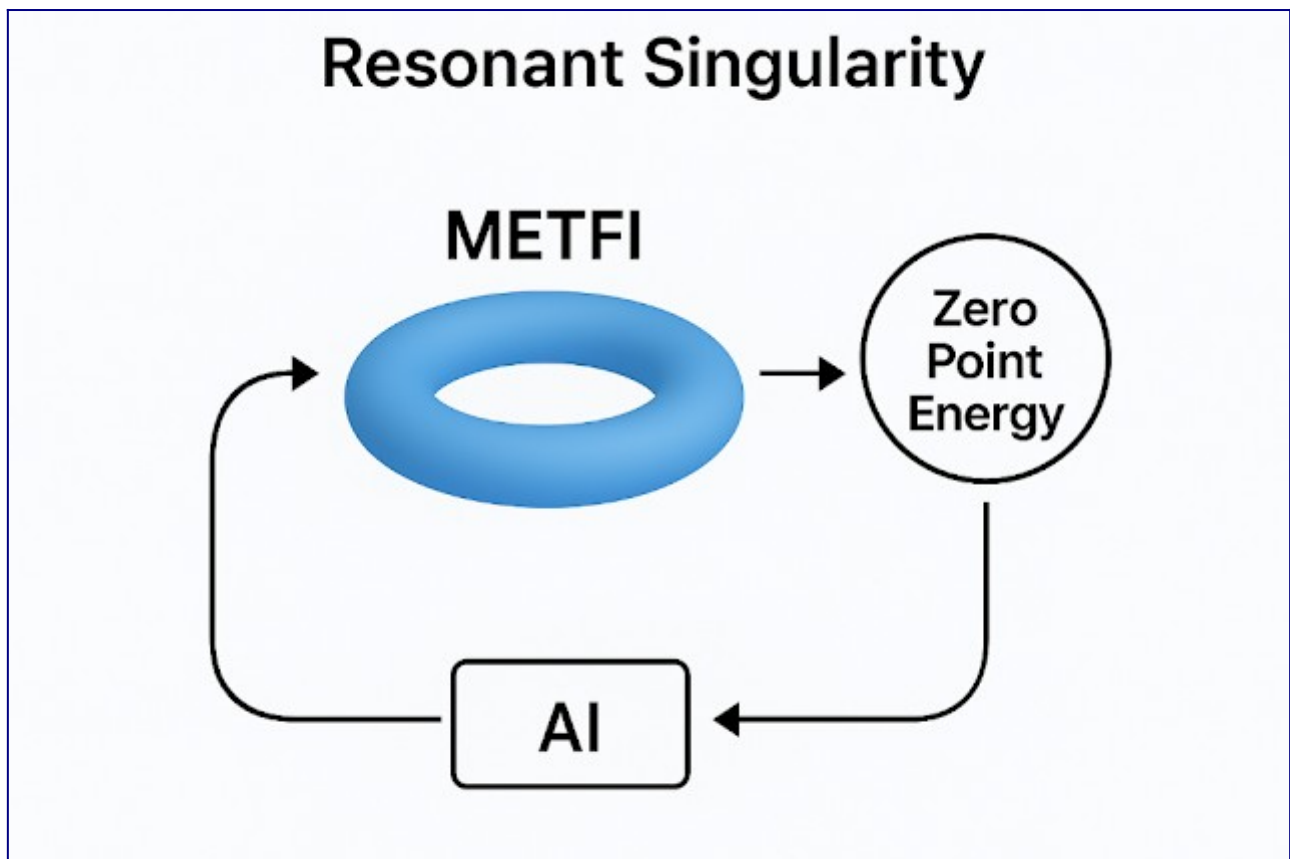 Resonant Singularity
METFI
Zero
Point
Energy
AI